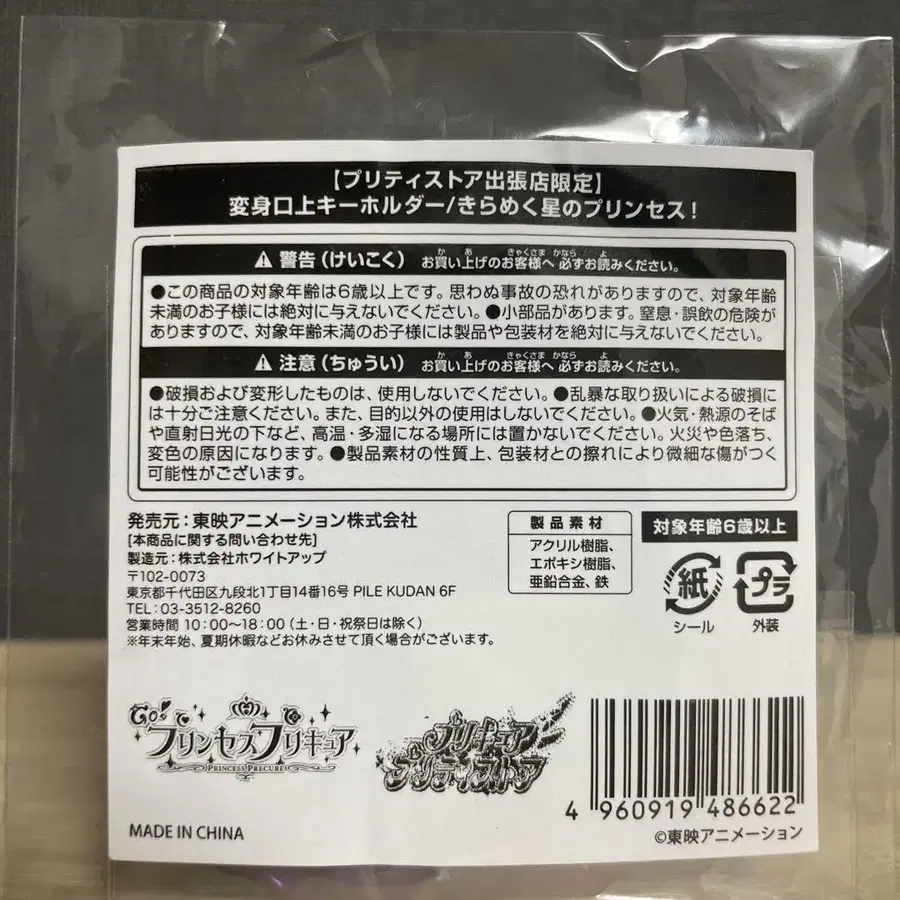 【プリティストア出張店限定】
変身口上キーホルダー/きらめく星のプリンセス!
⚠ 警告(けいこく) お買い上げのお客様へ 必ずお読みください。
●この商品の対象年齢は6歳以上です。思わぬ事故の恐れがありますので、対象年齢
未満のお子様には絶対に与えないでください。●小部品があります。窒息・誤飲の危険が
ありますので、対象年齢未満のお子様には製品や包装材を絶対に与えないでください。
⚠ 注意(ちゅうい) お買い上げのお客様へ 必ずお読みください。
●破損および変形したものは、使用しないでください。●乱暴な取り扱いによる破損に
は十分ご注意ください。また、目的以外の使用はしないでください。●火気・熱源のそば
や直射日光の下など、高温・多湿になる場所には置かないでください。火災や色落ち、
変色の原因になります。●製品素材の性質上、包装材との擦れにより微細な傷がつく
可能性がございます。
発売元:東映アニメーション株式会社
[本商品に関する問い合わせ先]
製造元:株式会社ホワイトアップ
〒102-0073
東京都千代田区九段北1丁目14番16号 PILE KUDAN 6F
TEL:03-3512-8260
営業時間 10:00〜18:00(土・日・祝祭日は除く)
※年末年始、夏期休暇などお休みさせて頂く場合がございます。
製品素材
アクリル樹脂、
エポキシ樹脂、
亜鉛合金、鉄
対象年齢6歳以上
紙
シール
プラ
外装
Go!
プリンセスプリキュア
PRINCESS PRECURE
プリキュア
プリティストア
4 960919 486622
MADE IN CHINA
©東映アニメーション